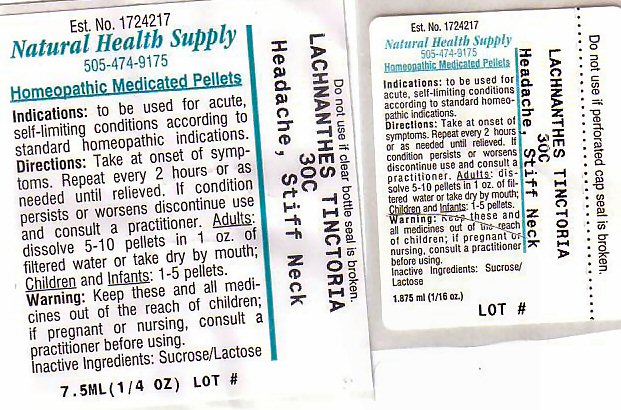 Est. No. 1724217
Natural Health Supply
505-474-9175
Homeopathic Medicated Pellets
Indications: to be used for acute,
self-limiting conditions according to
standard homeopathic indications.
Directions: Take at onset of symp-
toms. Repeat every 2 hours or as
needed until relieved. If condition
persists or worsens discontinue use
and consult a practitioner. Adults:
dissolve 5-10 pellets in 1 oz. of
filtered water or take dry by mouth;
Children and Infants: 1-5 pellets.
Warning: Keep these and all medi-
cines out of the reach of children;
if pregnant or nursing, consult a
practitioner before using.
Inactive Ingredients: Sucrose/Lactose
7.5ML(1/4 OZ) LOT #
Do not use if clear bottle seal is broken.
LACHNANTHES TINCTORIA
30C
Headache, Stiff Neck
Est. No. 1724217
Natural Health Supply
505-474-9175
Homeopathic Medicated Pellets
Indications: to be used for
acute, self-limiting conditions
according to standard homeo-
pathic indications.
Directions: Take at onset of
symptoms. Repeat every 2 hours
or as needed until relieved. If
condition persists or worsens
discontinue use and consult a
practitioner. Adults: dis-
solve 5-10 pellets in 1 oz. of fil-
tered water or take dry by mouth;
Children and Infants: 1-5 pellets.
Warning: Keep these and
all medicines out of the reach
of children; if pregnant or
nursing, consult a practitioner
before using.
Inactive Ingredients: Sucrose/
Lactose
1.875 ml (1/16 oz.)
LOT #
LACHNANTHES TINCTORIA
30C
Headache, Stiff Neck
Do not use if perforated cap seal is broken.